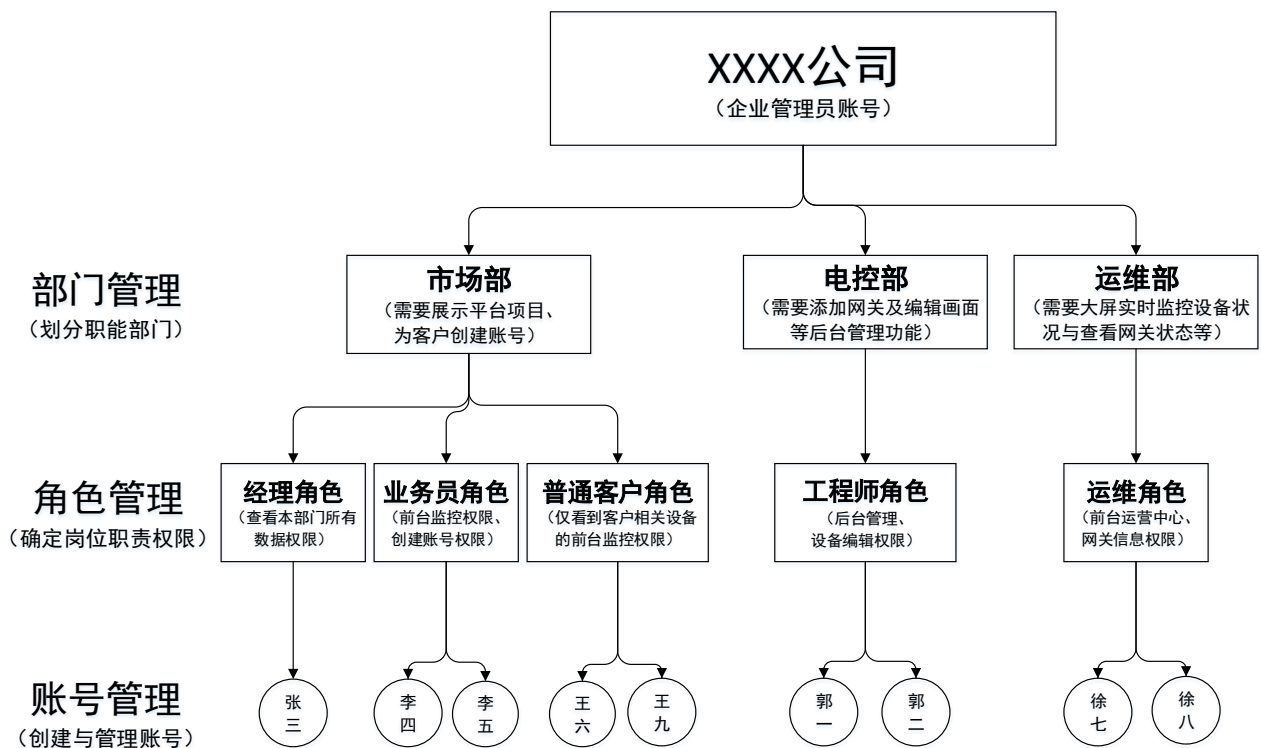 XXXX公司
（企业管理员账号）
部门管理
（划分职能部门）
市场部
（需要展示平台项目、
为客户创建账号）
电控部
（需要添加网关及编辑画面
等后台管理功能）
运维部
（需要大屏实时监控设备状
况与查看网关状态等）
角色管理
（确定岗位职责权限）
经理角色
（查看本部门所有
数据权限）
业务员角色
（前台监控权限、
创建账号权限）
普通客户角色
（仅看到客户相关设备
的前台监控权限）
工程师角色
（后台管理、
设备编辑权限）
运维角色
（前台运营中心、
网关信息权限）
账号管理
（创建与管理账号）
张
三
李
四
李
五
王
六
王
九
郭
一
郭
二
徐
七
徐
八